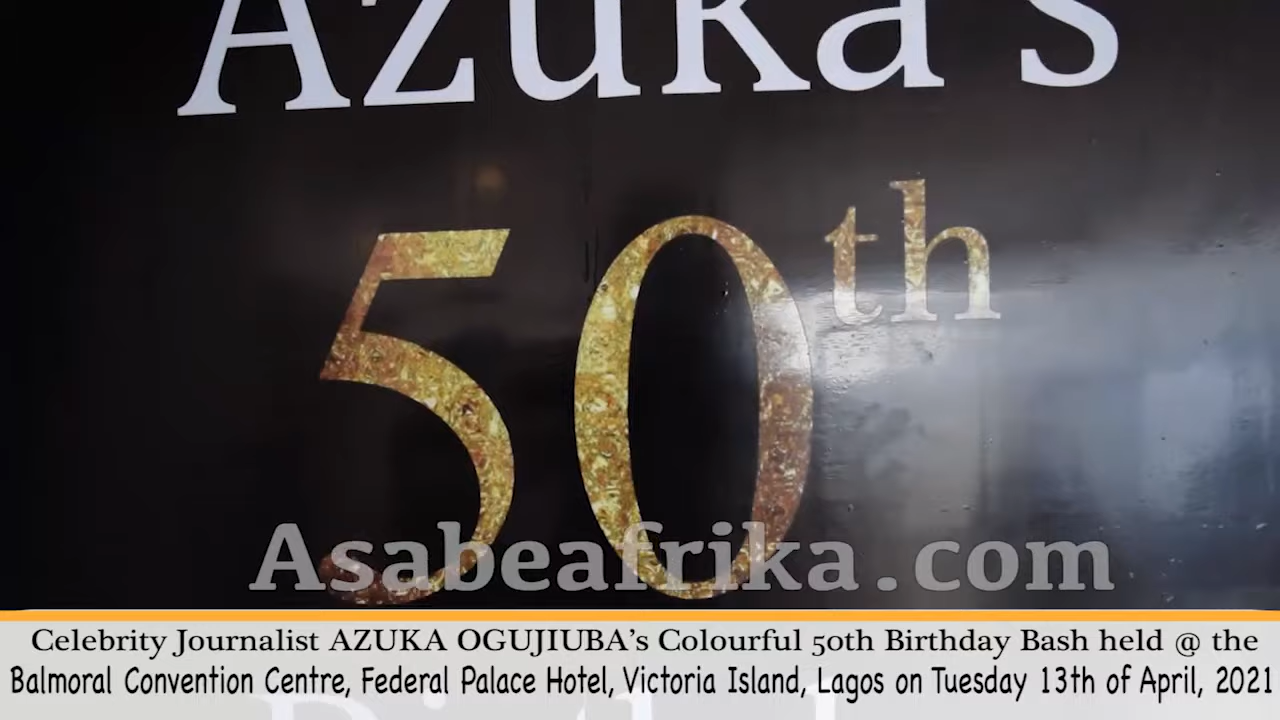 Azuka's
50th
Asabeafrika.com
Celebrity Journalist AZUKA OGUJIUBA's Colourful 50th Birthday Bash held @ the
Balmoral Convention Centre, Federal Palace Hotel, Victoria Island, Lagos on Tuesday 13th of April, 2021